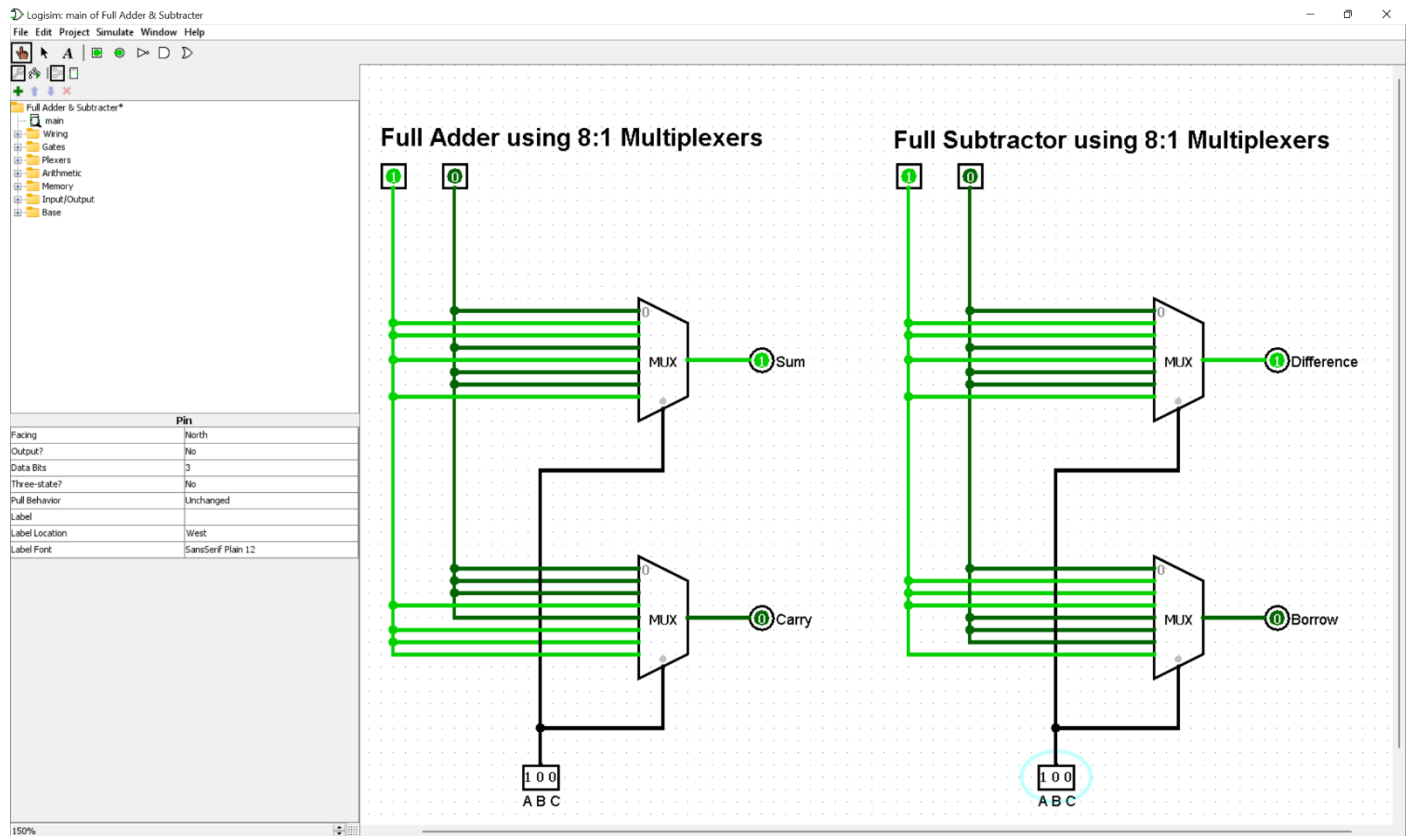 Logisim: main of Full Adder & Subtracter
File Edit Project Simulate Window Help
A
Full Adder & Subtracter*
main
Wiring
Gates
Plexers
Arithmetic
Memory
Input/Output
Base
Pin
Facing North
Output? No
Data Bits 3
Three-state? No
Pull Behavior Unchanged
Label
Label Location West
Label Font SansSerif Plain 12
150%
Full Adder using 8:1 Multiplexers
1 0
0
MUX
1 Sum
0
MUX
0 Carry
1 0 0
A B C
Full Subtractor using 8:1 Multiplexers
1 0
0
MUX
1 Difference
0
MUX
0 Borrow
1 0 0
A B C